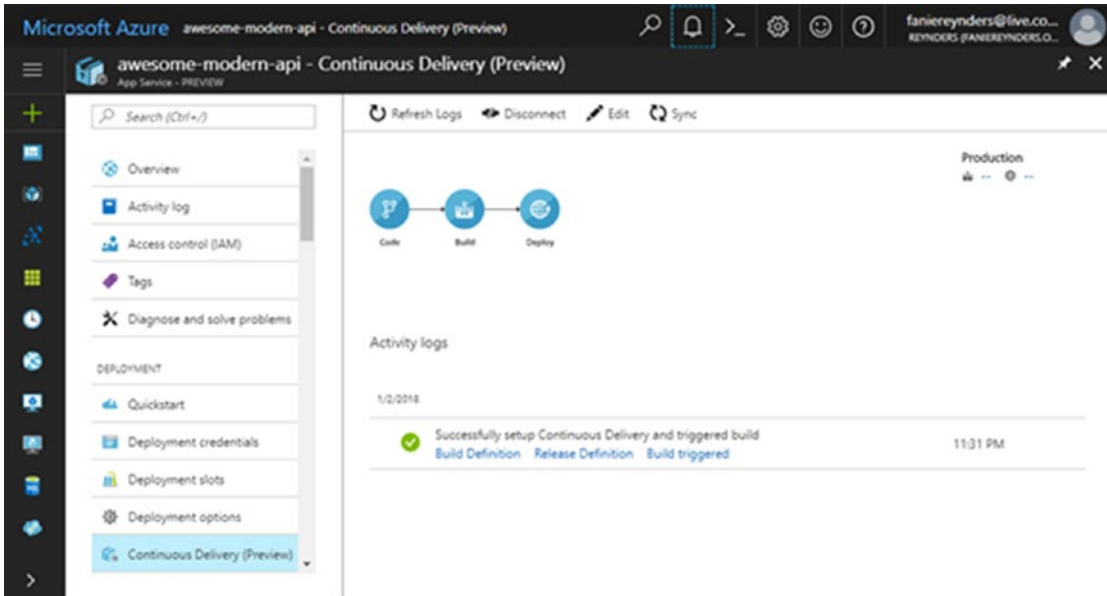 Microsoft Azure awesome-modern-api - Continuous Delivery (Preview)
faniereynders@live.co...
REYNDERS (FANIEREYNDERS.O...
awesome-modern-api - Continuous Delivery (Preview)
App Service - PREVIEW
Search (Ctrl+/)
Overview
Activity log
Access control (IAM)
Tags
Diagnose and solve problems
DEPLOYMENT
Quickstart
Deployment credentials
Deployment slots
Deployment options
Continuous Delivery (Preview)
Refresh Logs Disconnect Edit Sync
Production
-- --
Code Build Deploy
Activity logs
1/2/2018
Successfully setup Continuous Delivery and triggered build
Build Definition Release Definition Build triggered
11:31 PM